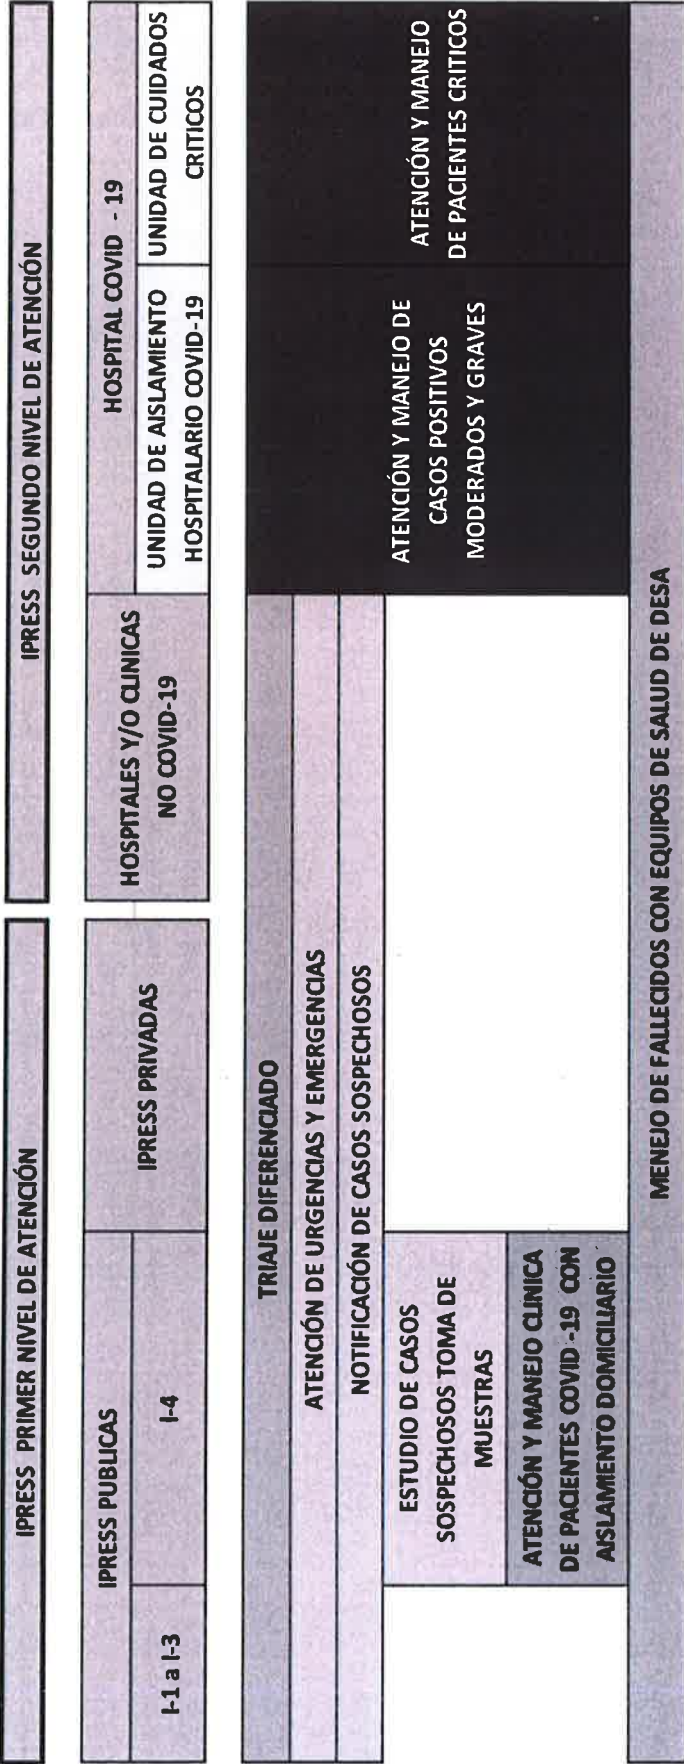 IPRESS PRIMER NIVEL DE ATENCIÓN
IPRESS SEGUNDO NIVEL DE ATENCIÓN
IPRESS PUBLICAS
I-1 a I-3
I-4
IPRESS PRIVADAS
HOSPITALES Y/O CLINICAS
NO COVID-19
HOSPITAL COVID - 19
UNIDAD DE AISLAMIENTO
HOSPITALARIO COVID-19
UNIDAD DE CUIDADOS
CRITICOS
TRIAJE DIFERENCIADO
ATENCIÓN DE URGENCIAS Y EMERGENCIAS
NOTIFICACIÓN DE CASOS SOSPECHOSOS
ESTUDIO DE CASOS
SOSPECHOSOS TOMA DE
MUESTRAS
ATENCIÓN Y MANEJO CLINICA
DE PACIENTES COVID -19 CON
AISLAMIENTO DOMICILIARIO
ATENCIÓN Y MANEJO DE
CASOS POSITIVOS
MODERADOS Y GRAVES
ATENCIÓN Y MANEJO
DE PACIENTES CRITICOS
MENEJO DE FALLECIDOS CON EQUIPOS DE SALUD DE DESA